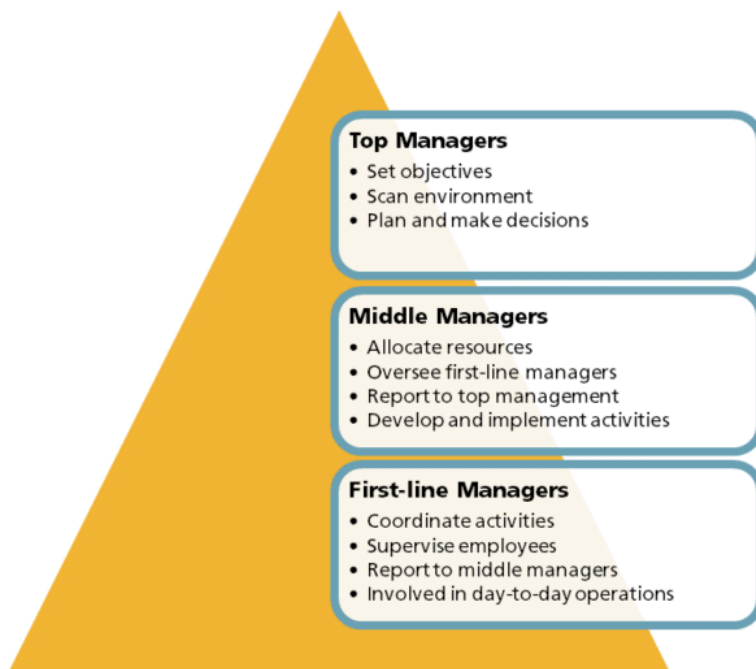 Top Managers
• Set objectives
• Scan environment
• Plan and make decisions
Middle Managers
• Allocate resources
• Oversee first-line managers
• Report to top management
• Develop and implement activities
First-line Managers
• Coordinate activities
• Supervise employees
• Report to middle managers
• Involved in day-to-day operations